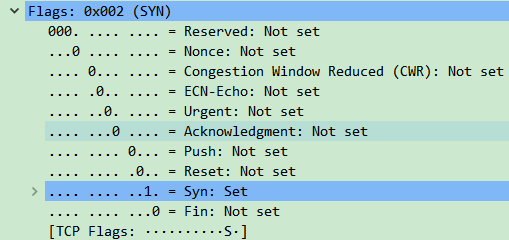 Flags: 0x002 (SYN)
000. .... .... = Reserved: Not set
...0 .... .... = Nonce: Not set
.... 0... .... = Congestion Window Reduced (CWR): Not set
.... .0.. .... = ECN-Echo: Not set
.... ..0. .... = Urgent: Not set
.... ...0 .... = Acknowledgment: Not set
.... .... 0... = Push: Not set
.... .... .0.. = Reset: Not set
.... .... ..1. = Syn: Set
.... .... ...0 = Fin: Not set
[TCP Flags: ··········S·]